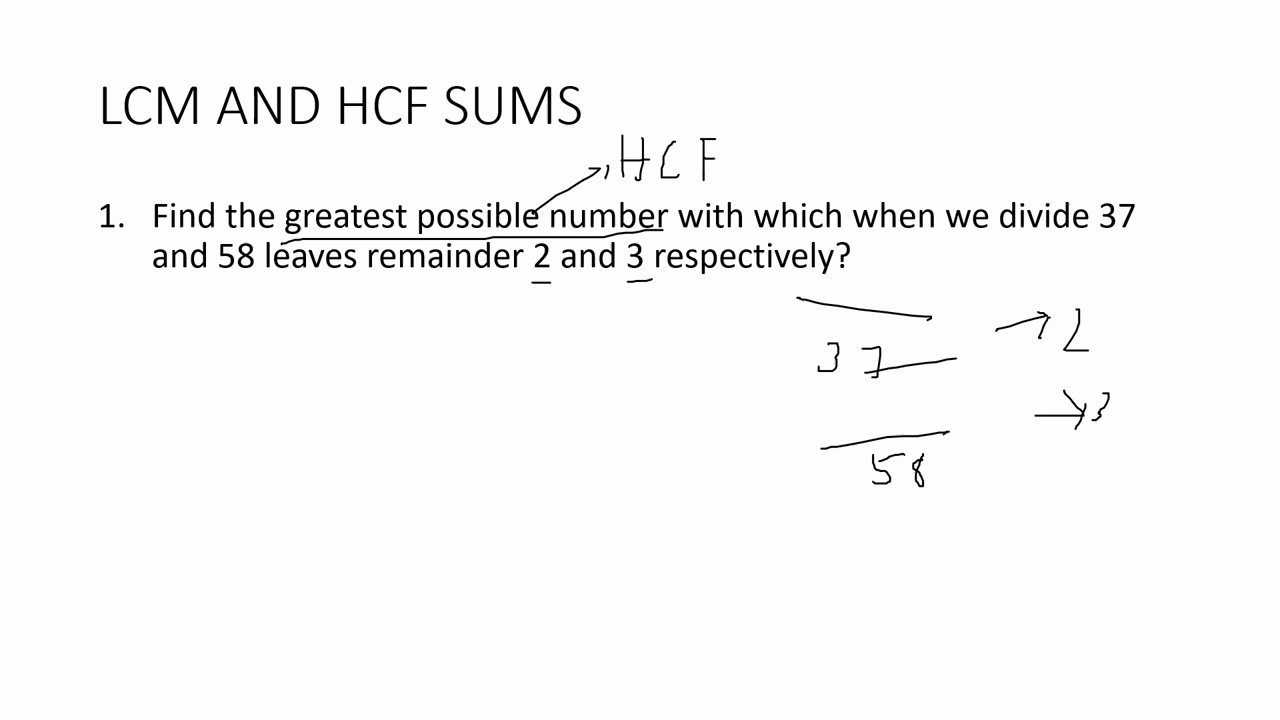 LCM AND HCF SUMS
HCF
1. Find the greatest possible number with which when we divide 37
and 58 leaves remainder 2 and 3 respectively?
37 → 2
→ 3
58